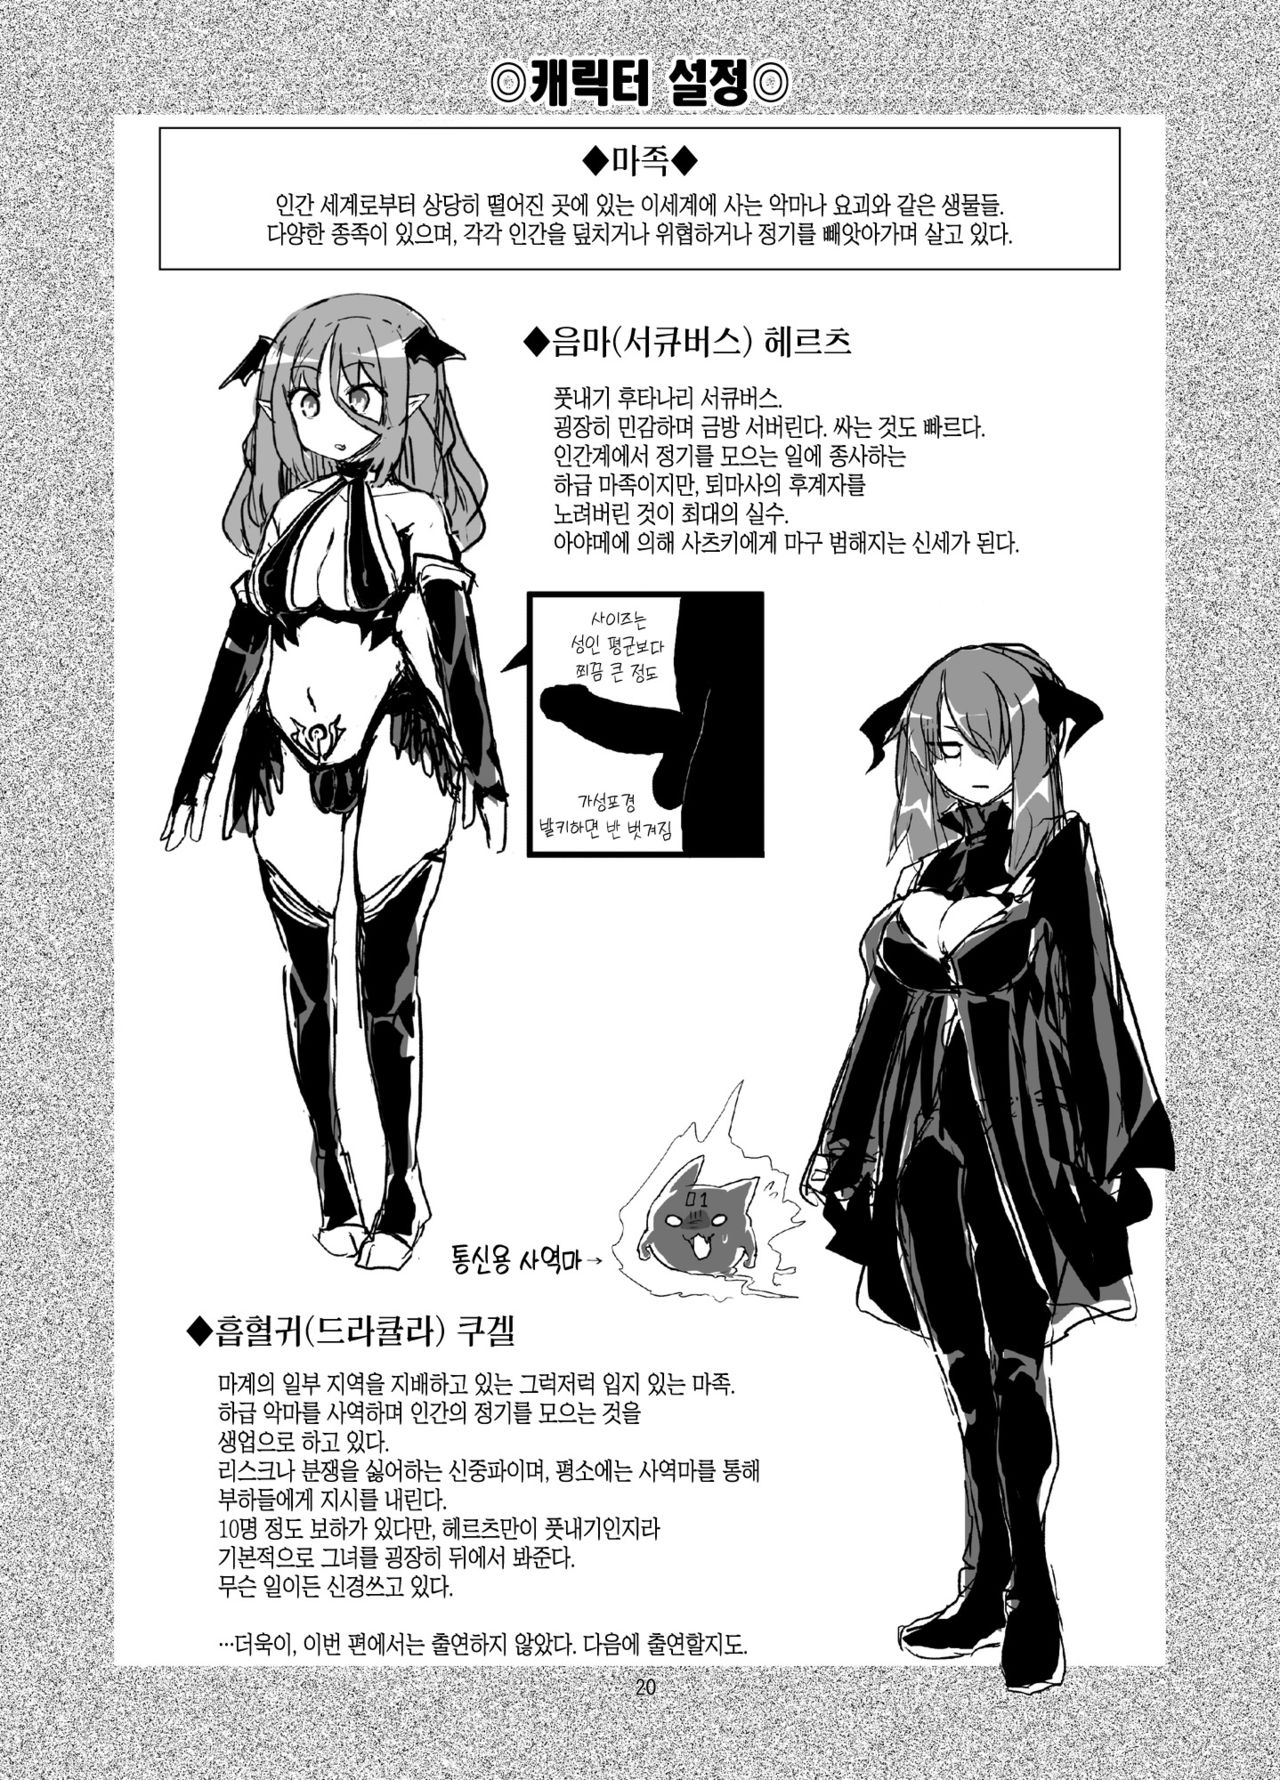 ◎캐릭터 설정◎
◆마족◆
인간 세계로부터 상당히 떨어진 곳에 있는 이세계에 사는 악마나 요괴와 같은 생물들.
다양한 종족이 있으며, 각각 인간을 덮치거나 위협하거나 정기를 빼앗아가며 살고 있다.
◆음마(서큐버스) 헤르츠
풋내기 후타나리 서큐버스.
굉장히 민감하며 금방 서버린다. 싸는 것도 빠르다.
인간계에서 정기를 모으는 일에 종사하는
하급 마족이지만, 퇴마사의 후계자를
노려버린 것이 최대의 실수.
아야메에 의해 사츠키에게 마구 범해지는 신세가 된다.
사이즈는
성인 평균보다
쬐끔 큰 정도
가성포경
발키하면 반 벗겨짐
01
통신용 사역마→
◆흡혈귀(드라큘라) 쿠겔
마계의 일부 지역을 지배하고 있는 그럭저럭 입지 있는 마족.
하급 악마를 사역하며 인간의 정기를 모으는 것을
생업으로 하고 있다.
리스크나 분쟁을 싫어하는 신중파이며, 평소에는 사역마를 통해
부하들에게 지시를 내린다.
10명 정도 보하가 있다만, 헤르츠만이 풋내기인지라
기본적으로 그녀를 굉장히 뒤에서 봐준다.
무슨 일이든 신경쓰고 있다.
…더욱이, 이번 편에서는 출연하지 않았다. 다음에 출연할지도.
20